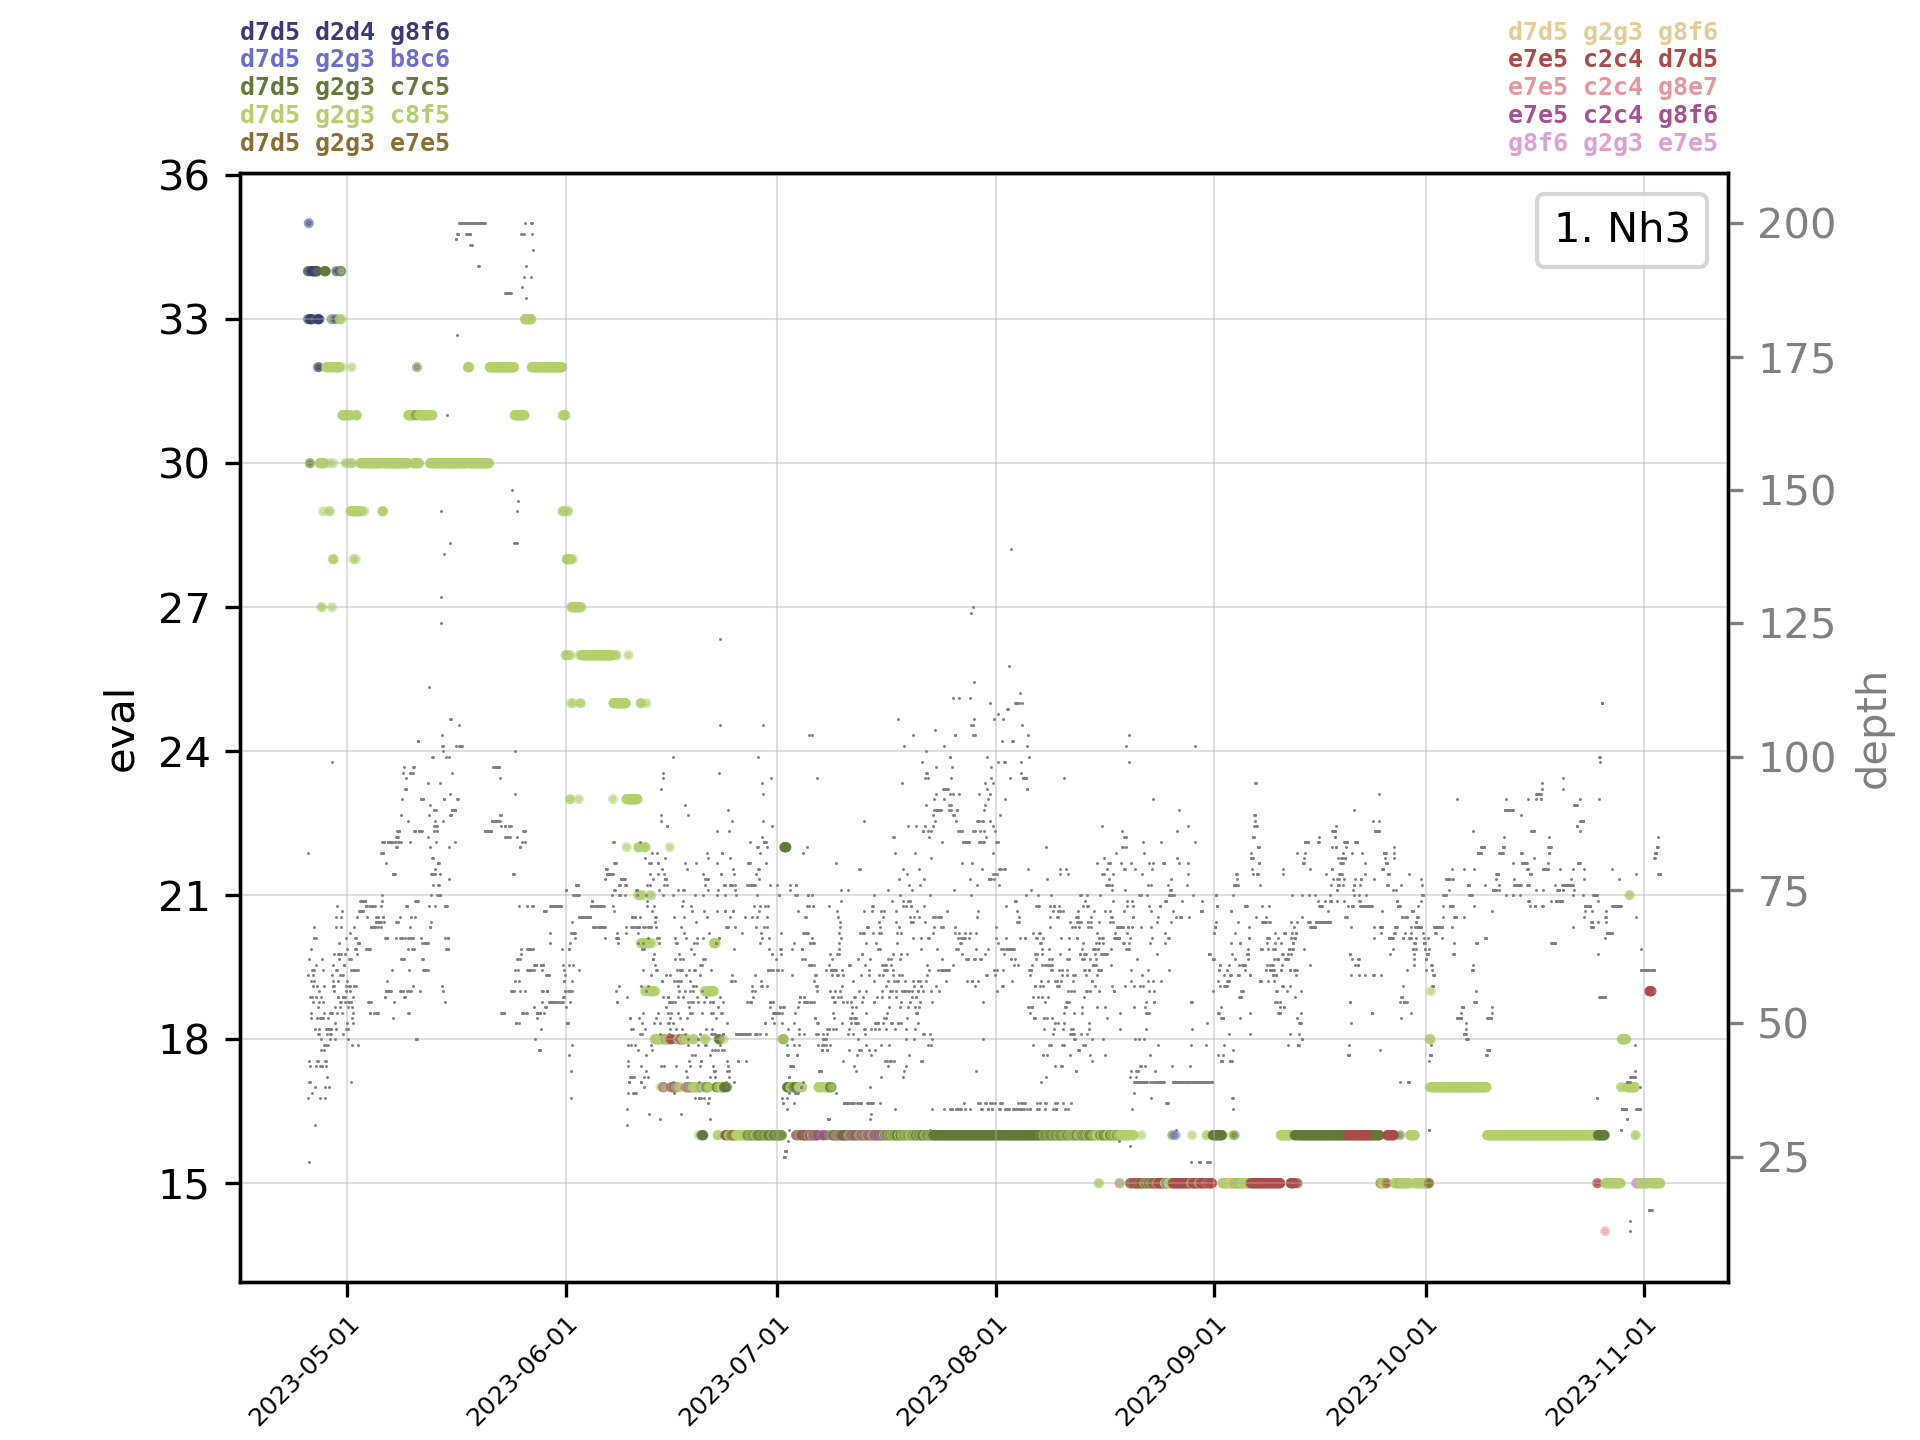 d7d5 d2d4 g8f6
d7d5 g2g3 b8c6
d7d5 g2g3 c7c5
d7d5 g2g3 c8f5
d7d5 g2g3 e7e5
d7d5 g2g3 g8f6
e7e5 c2c4 d7d5
e7e5 c2c4 g8e7
e7e5 c2c4 g8f6
g8f6 g2g3 e7e5
1. Nh3
eval
36
33
30
27
24
21
18
15
200
175
150
125
100
75
50
25
depth
2023-05-01
2023-06-01
2023-07-01
2023-08-01
2023-09-01
2023-10-01
2023-11-01